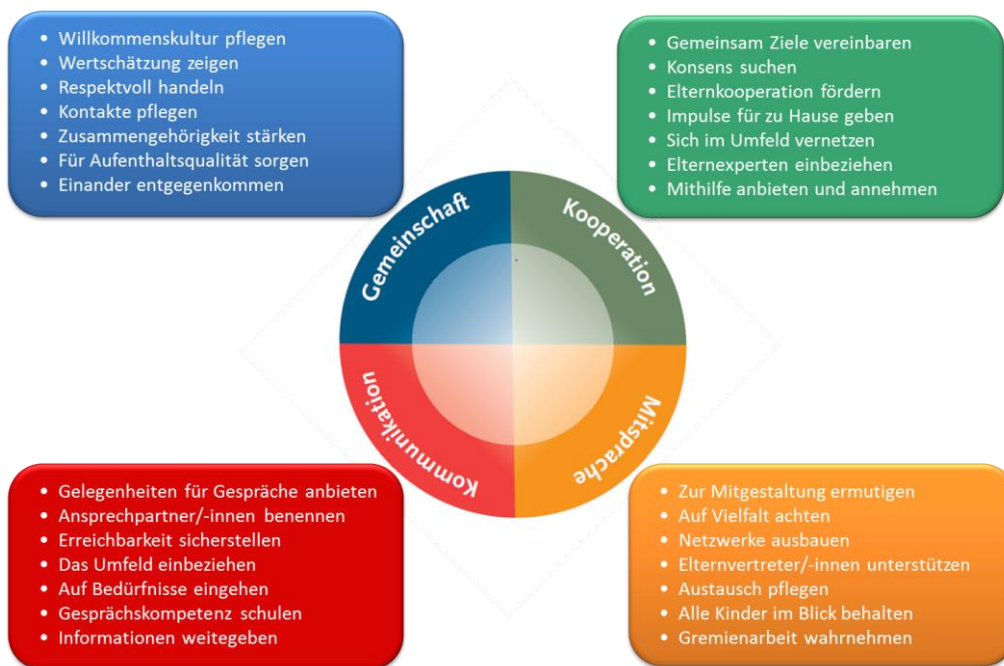 Willkommenskultur pflegen
Wertschätzung zeigen
Respektvoll handeln
Kontakte pflegen
Zusammengehörigkeit stärken
Für Aufenthaltsqualität sorgen
Einander entgegenkommen
Gemeinsam Ziele vereinbaren
Konsens suchen
Elternkooperation fördern
Impulse für zu Hause geben
Sich im Umfeld vernetzen
Elternexperten einbeziehen
Mithilfe anbieten und annehmen
Gemeinschaft
Kooperation
Kommunikation
Mitsprache
Gelegenheiten für Gespräche anbieten
Ansprechpartner/-innen benennen
Erreichbarkeit sicherstellen
Das Umfeld einbeziehen
Auf Bedürfnisse eingehen
Gesprächskompetenz schulen
Informationen weitegeben
Zur Mitgestaltung ermutigen
Auf Vielfalt achten
Netzwerke ausbauen
Elternvertreter/-innen unterstützen
Austausch pflegen
Alle Kinder im Blick behalten
Gremienarbeit wahrnehmen